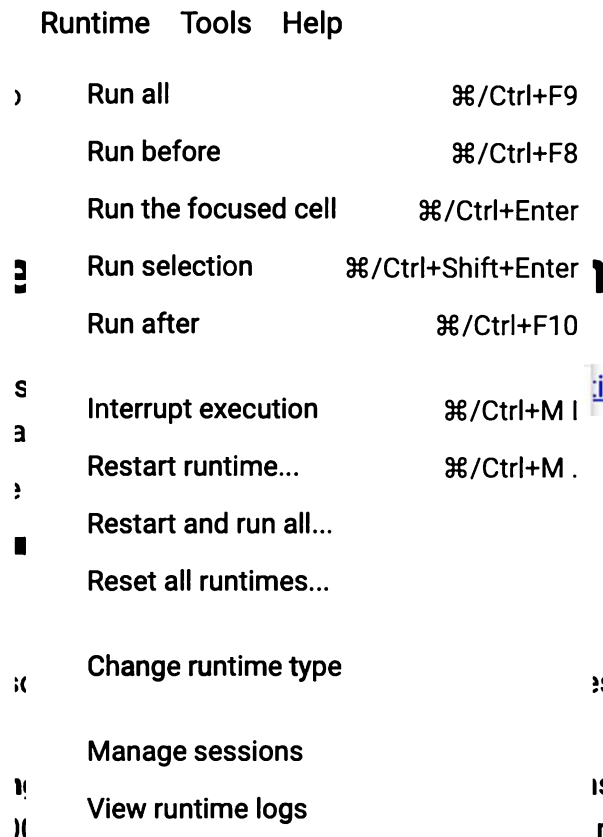 Runtime Tools Help
Run all ⌘/Ctrl+F9
Run before ⌘/Ctrl+F8
Run the focused cell ⌘/Ctrl+Enter
Run selection ⌘/Ctrl+Shift+Enter
Run after ⌘/Ctrl+F10
Interrupt execution ⌘/Ctrl+M I
Restart runtime... ⌘/Ctrl+M .
Restart and run all...
Reset all runtimes...
Change runtime type
Manage sessions
View runtime logs